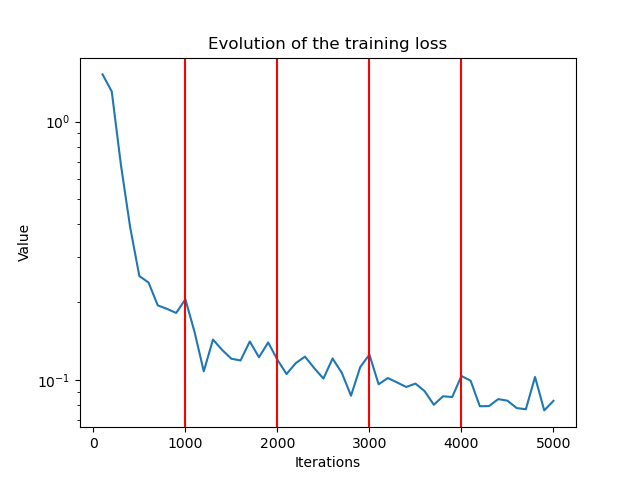 Evolution of the training loss
Value
10⁰
10⁻¹
0 1000 2000 3000 4000 5000
Iterations